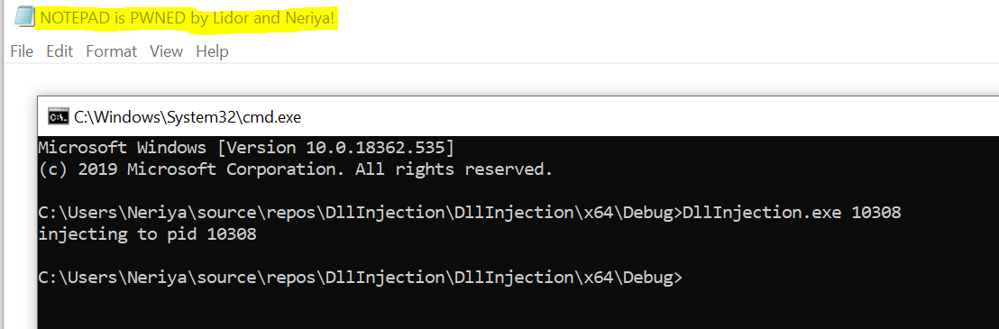 NOTEPAD is PWNED by Lidor and Neriya!
File Edit Format View Help
C:\Windows\System32\cmd.exe
Microsoft Windows [Version 10.0.18362.535]
(c) 2019 Microsoft Corporation. All rights reserved.
C:\Users\Neriya\source\repos\DllInjection\DllInjection\x64\Debug>DllInjection.exe 10308
injecting to pid 10308
C:\Users\Neriya\source\repos\DllInjection\DllInjection\x64\Debug>